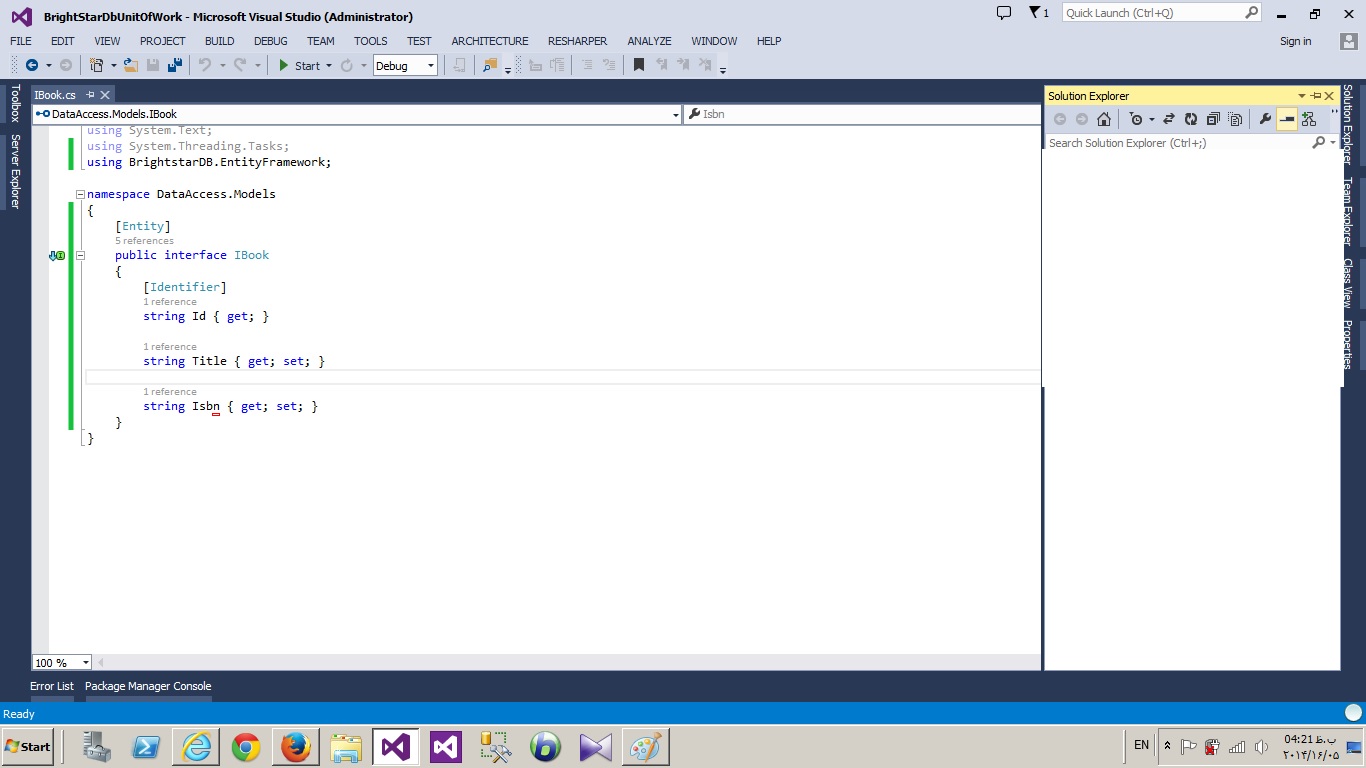 BrightStarDbUnitOfWork - Microsoft Visual Studio (Administrator)
1
Quick Launch (Ctrl+Q)
FILE EDIT VIEW PROJECT BUILD DEBUG TEAM TOOLS TEST ARCHITECTURE RESHARPER ANALYZE WINDOW HELP
Sign in
Start
Debug
Toolbox
Server Explorer
IBook.cs
DataAccess.Models.IBook
Isbn
using System.Text;
using System.Threading.Tasks;
using BrightstarDB.EntityFramework;
namespace DataAccess.Models
{
[Entity]
5 references
public interface IBook
{
[Identifier]
1 reference
string Id { get; }
1 reference
string Title { get; set; }
1 reference
string Isbn { get; set; }
}
}
Solution Explorer
Search Solution Explorer (Ctrl+;)
Solution Explorer
Team Explorer
Class View
Properties
100 %
Error List Package Manager Console
Ready
Start
EN
04:21 ب.ظ
۲۰۱۴/۱۶/۰۵